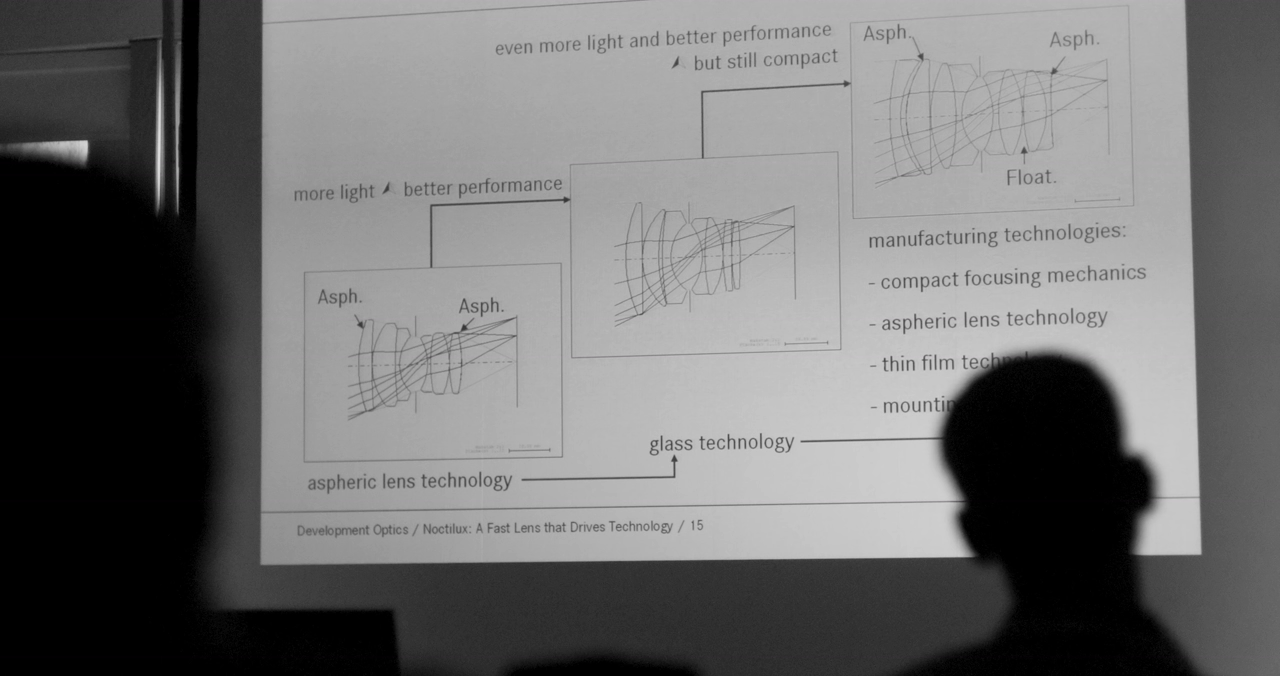 even more light and better performance
but still compact
Asph.
Asph.
Float.
more light
better performance
Asph.
Asph.
manufacturing technologies:
- compact focusing mechanics
- aspheric lens technology
- thin film
- 
glass technology
aspheric lens technology
Development Optics / Noctilux: A Fast Lens that Drives Technology / 15